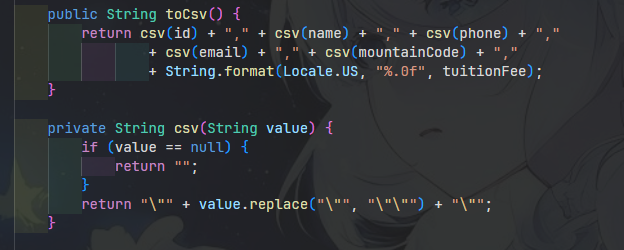 public String toCsv() {
    return csv(id) + "," + csv(name) + "," + csv(phone) + ","
            + csv(email) + "," + csv(mountainCode) + ","
            + String.format(Locale.US, "%.0f", tuitionFee);
}

private String csv(String value) {
    if (value == null) {
        return "";
    }
    return "\"" + value.replace("\"", "\"\"") + "\"";
}